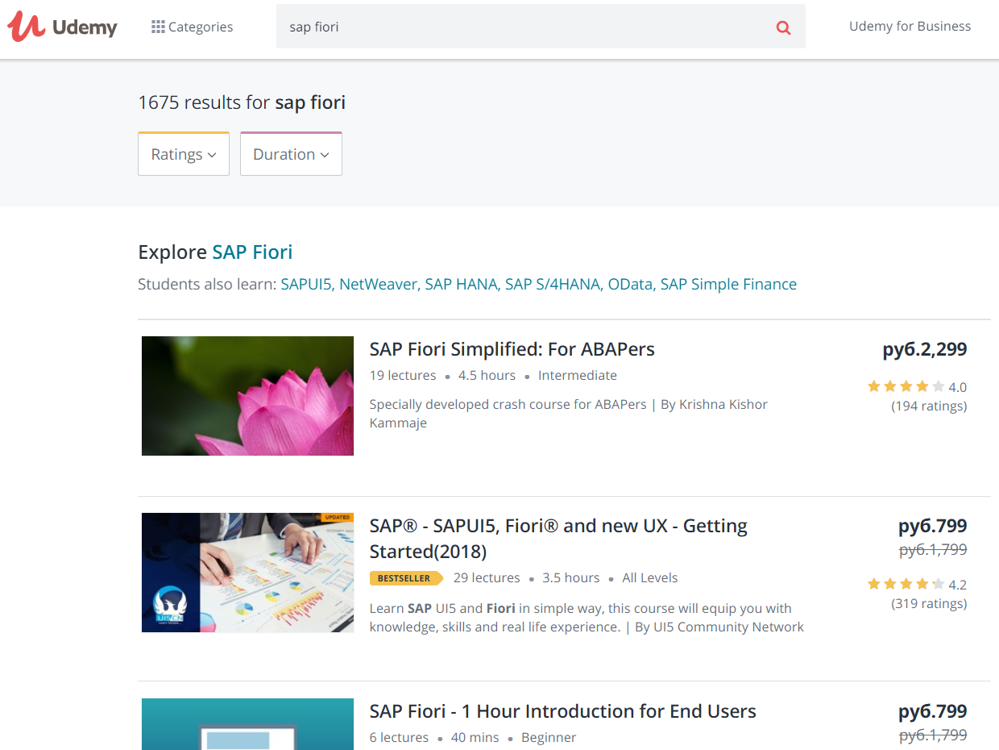 Udemy
Categories
sap fiori
Udemy for Business
1675 results for sap fiori
Ratings
Duration
Explore SAP Fiori
Students also learn: SAPUI5, NetWeaver, SAP HANA, SAP S/4HANA, OData, SAP Simple Finance
SAP Fiori Simplified: For ABAPers
руб.2,299
19 lectures ● 4.5 hours ● Intermediate
4.0
(194 ratings)
Specially developed crash course for ABAPers | By Krishna Kishor
Kammaje
UPDATED
UI5CN
SAP® - SAPUI5, Fiori® and new UX - Getting
Started(2018)
руб.799
руб.1,799
BESTSELLER 29 lectures ● 3.5 hours ● All Levels
4.2
(319 ratings)
Learn SAP UI5 and Fiori in simple way, this course will equip you with
knowledge, skills and real life experience. | By UI5 Community Network
SAP Fiori - 1 Hour Introduction for End Users
руб.799
руб.1,799
6 lectures ● 40 mins ● Beginner